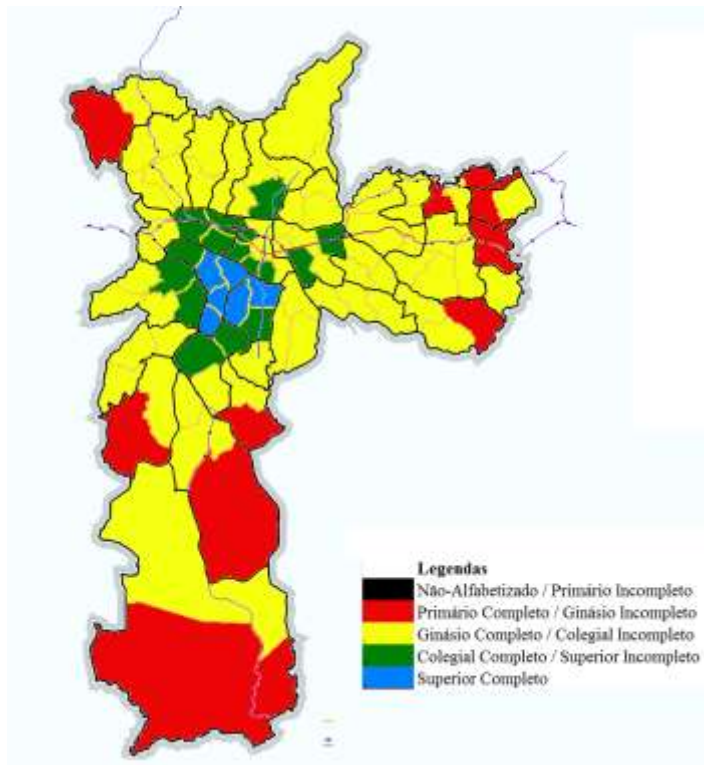 Legendas
Não-Alfabetizado / Primário Incompleto
Primário Completo / Ginásio Incompleto
Ginásio Completo / Colegial Incompleto
Colegial Completo / Superior Incompleto
Superior Completo